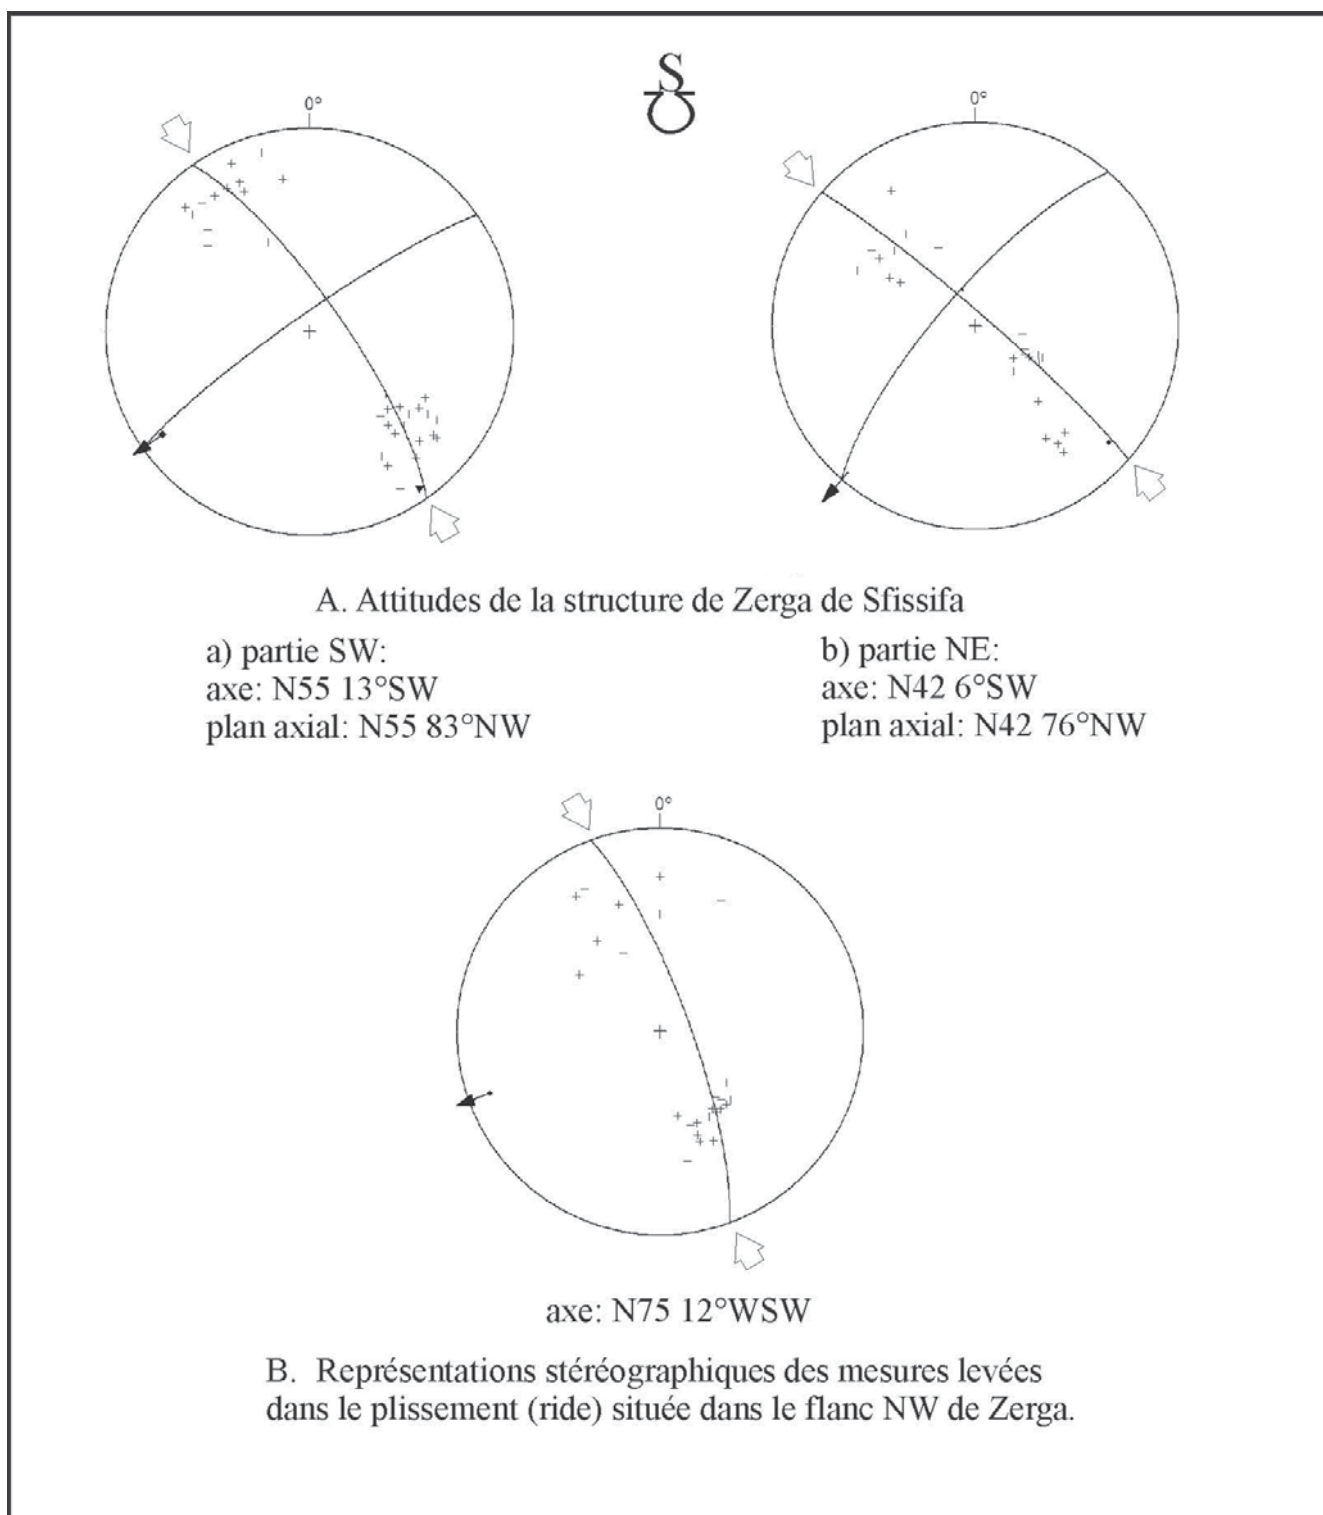 S
0°
0°
A. Attitudes de la structure de Zerga de Sfissifa
a) partie SW:
axe: N55 13°SW
plan axial: N55 83°NW
b) partie NE:
axe: N42 6°SW
plan axial: N42 76°NW
0°
axe: N75 12°WSW
B. Représentations stéréographiques des mesures levées
dans le plissement (ride) située dans le flanc NW de Zerga.